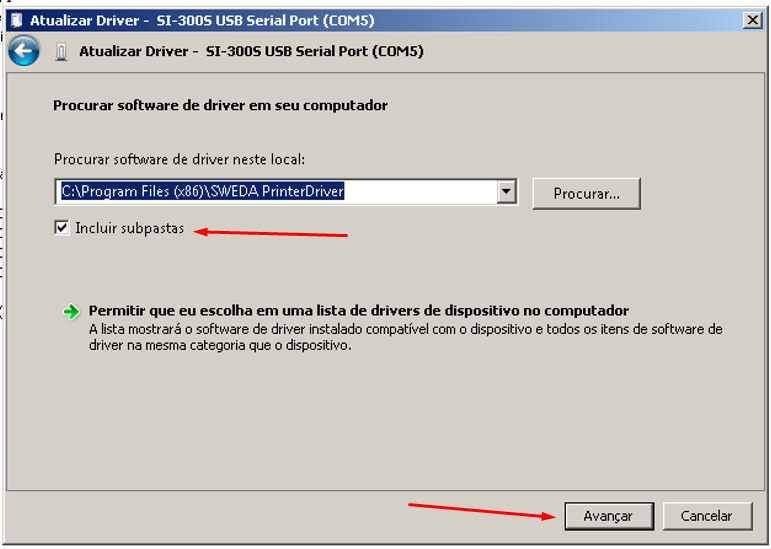 Atualizar Driver -  SI-300S USB Serial Port (COM5)
Atualizar Driver -  SI-300S USB Serial Port (COM5)
Procurar software de driver em seu computador
Procurar software de driver neste local:
C:\Program Files (x86)\SWEDA PrinterDriver
Procurar...
Incluir subpastas
Permitir que eu escolha em uma lista de drivers de dispositivo no computador
A lista mostrará o software de driver instalado compatível com o dispositivo e todos os itens de software de
driver na mesma categoria que o dispositivo.
Avançar
Cancelar